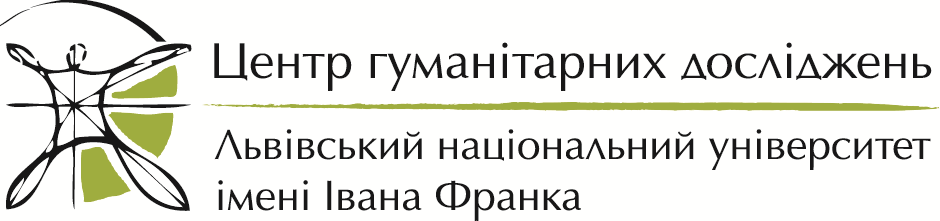 Центр гуманітарних досліджень
Львівський національний університет
імені Івана Франка